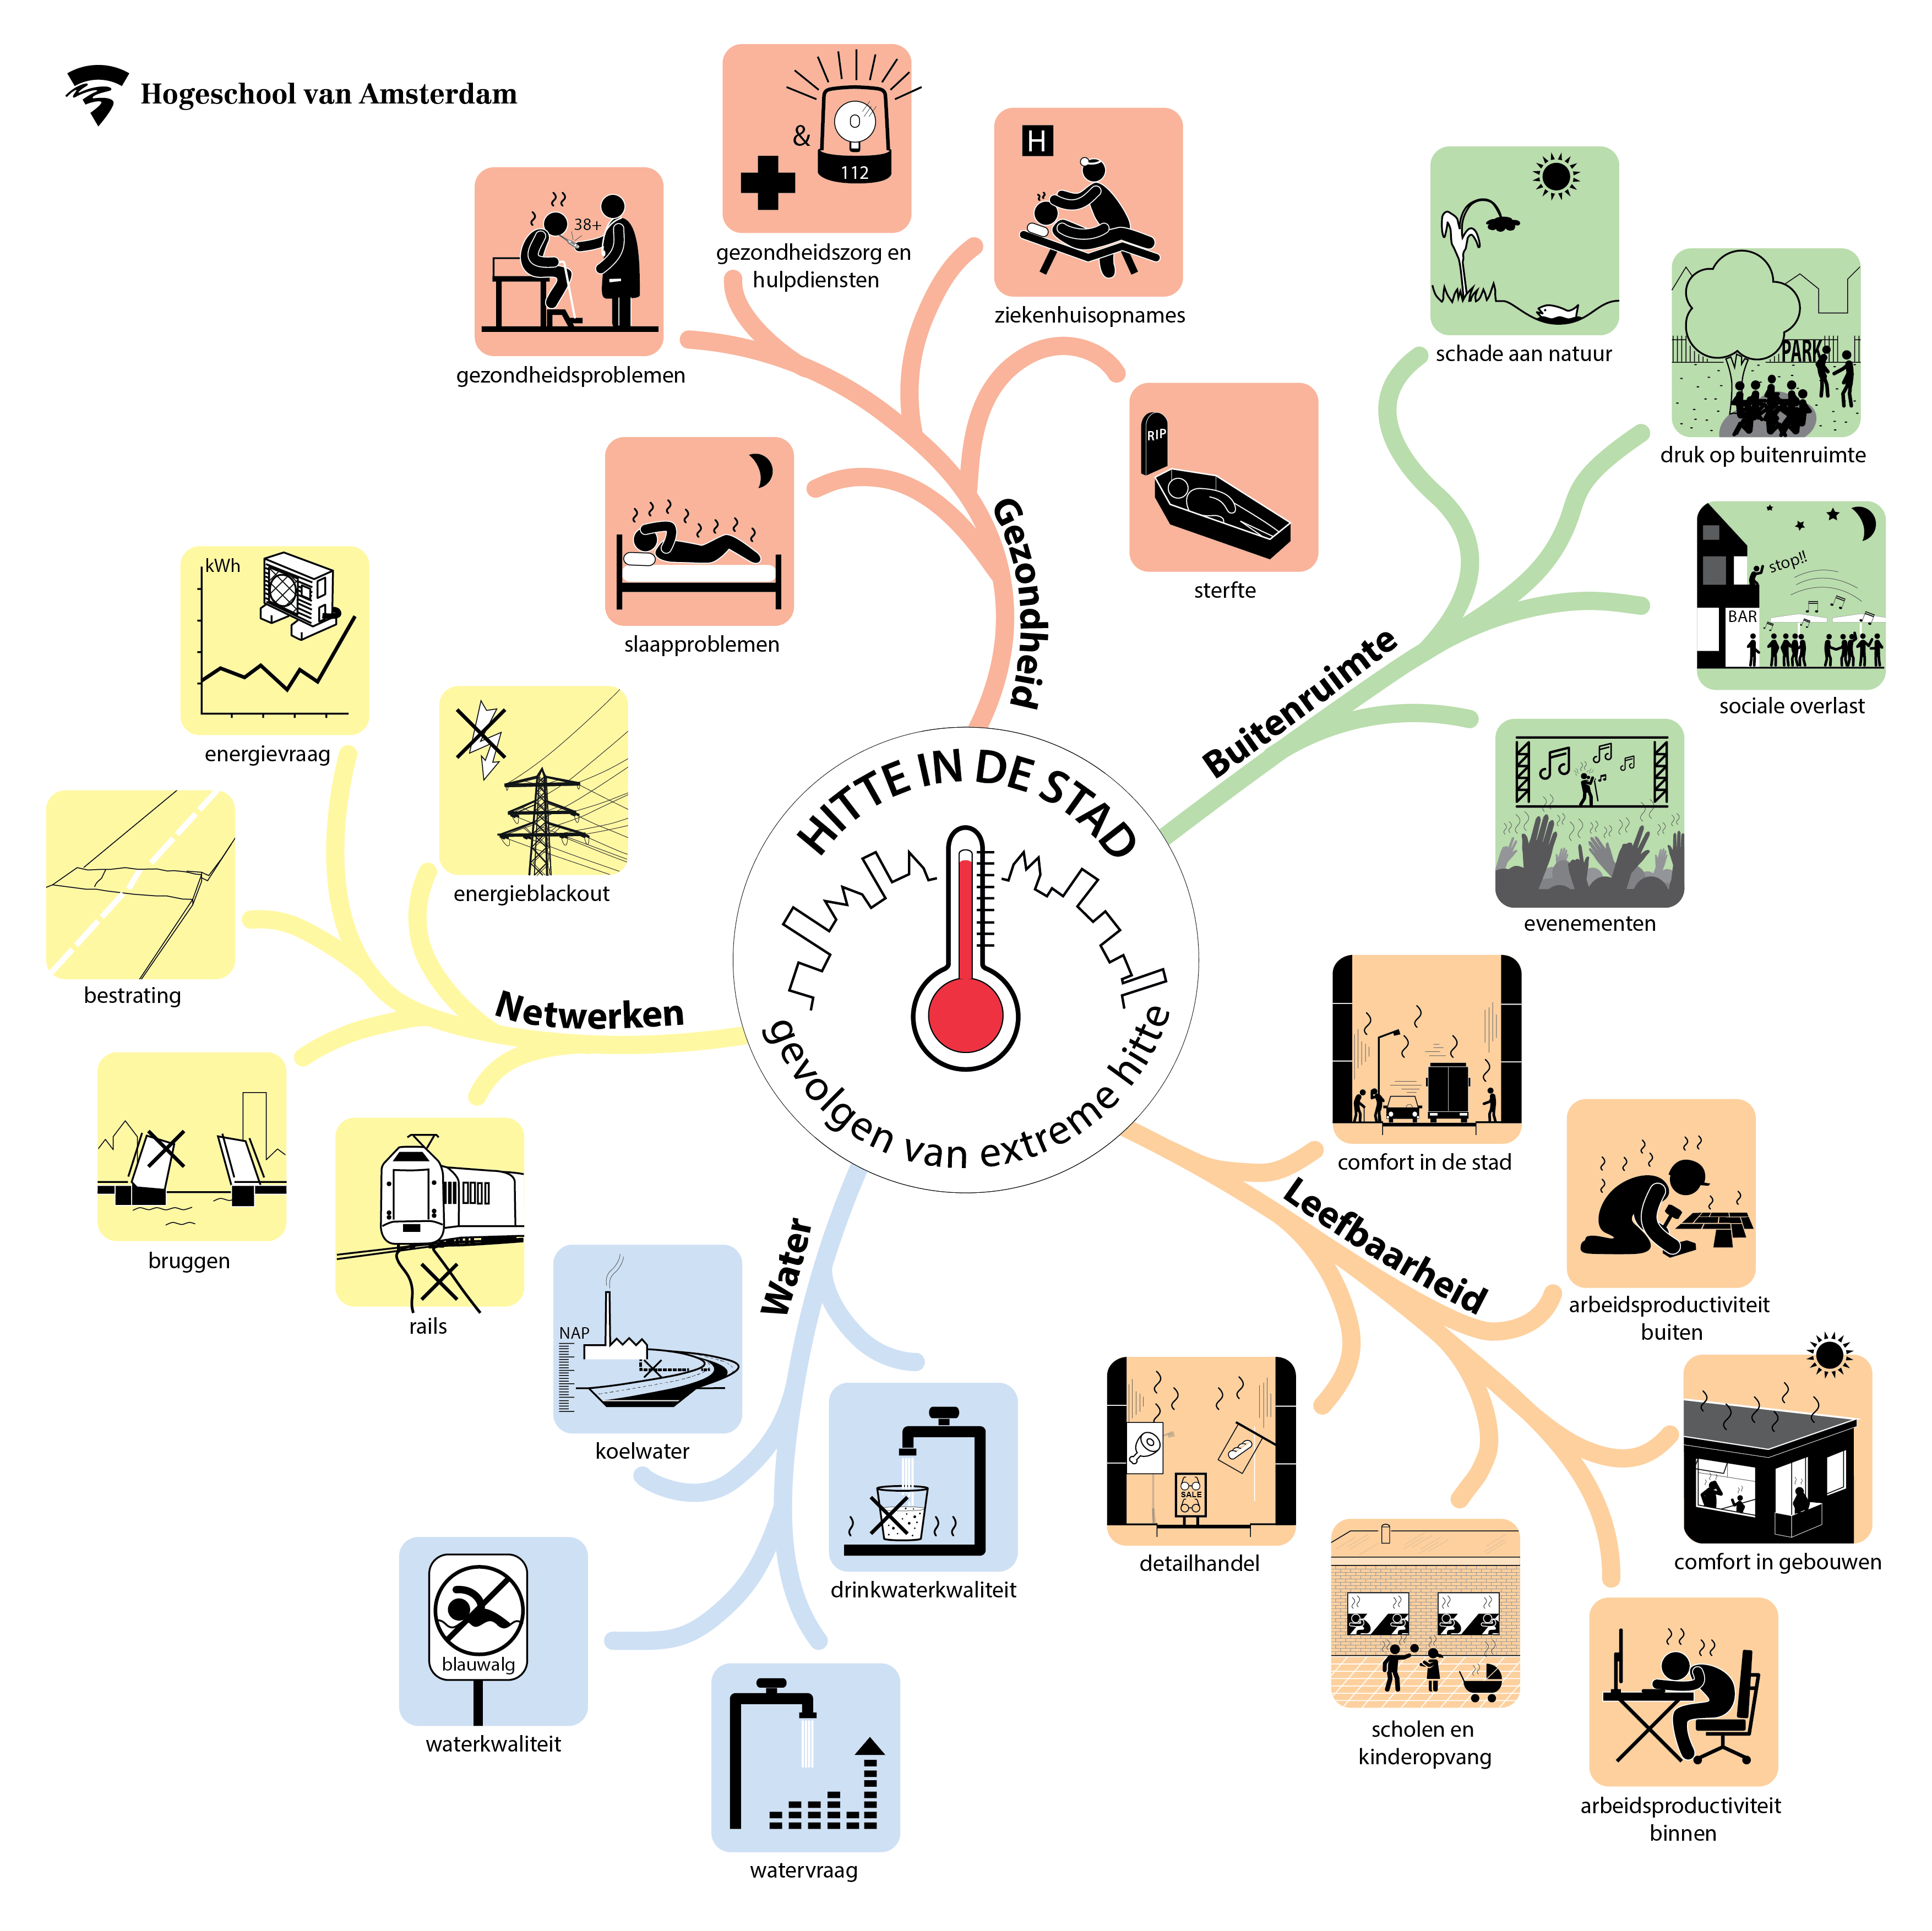 Hogeschool van Amsterdam
HITTE IN DE STAD
gevolgen van extreme hitte
Gezondheid
38+
gezondheidsproblemen
&
112
gezondheidszorg en
hulpdiensten
H
ziekenhuisopnames
RIP
sterfte
slaapproblemen
Buitenruimte
schade aan natuur
PARK
druk op buitenruimte
stop!!
BAR
sociale overlast
evenementen
Leefbaarheid
comfort in de stad
arbeidsproductiviteit
buiten
comfort in gebouwen
arbeidsproductiviteit
binnen
scholen en
kinderopvang
SALE
detailhandel
Water
drinkwaterkwaliteit
watervraag
blauwalg
waterkwaliteit
NAP
koelwater
Netwerken
rails
bruggen
bestrating
kWh
energievraag
energieblackout